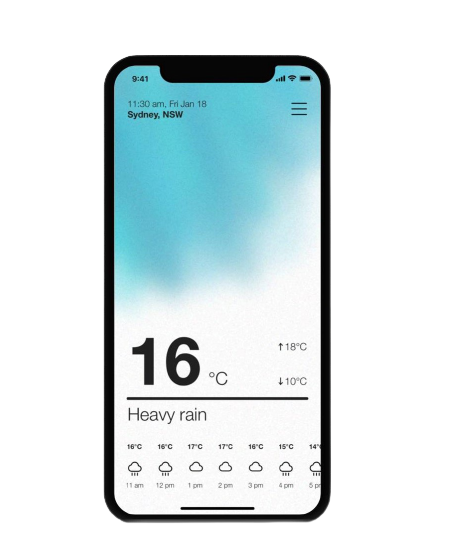 9:41
11:30 am, Fri Jan 18
Sydney, NSW
16 °C
↑18°C
↓10°C
Heavy rain
16°C 16°C 17°C 17°C 16°C 15°C 14°
11 am 12 pm 1 pm 2 pm 3 pm 4 pm 5 p